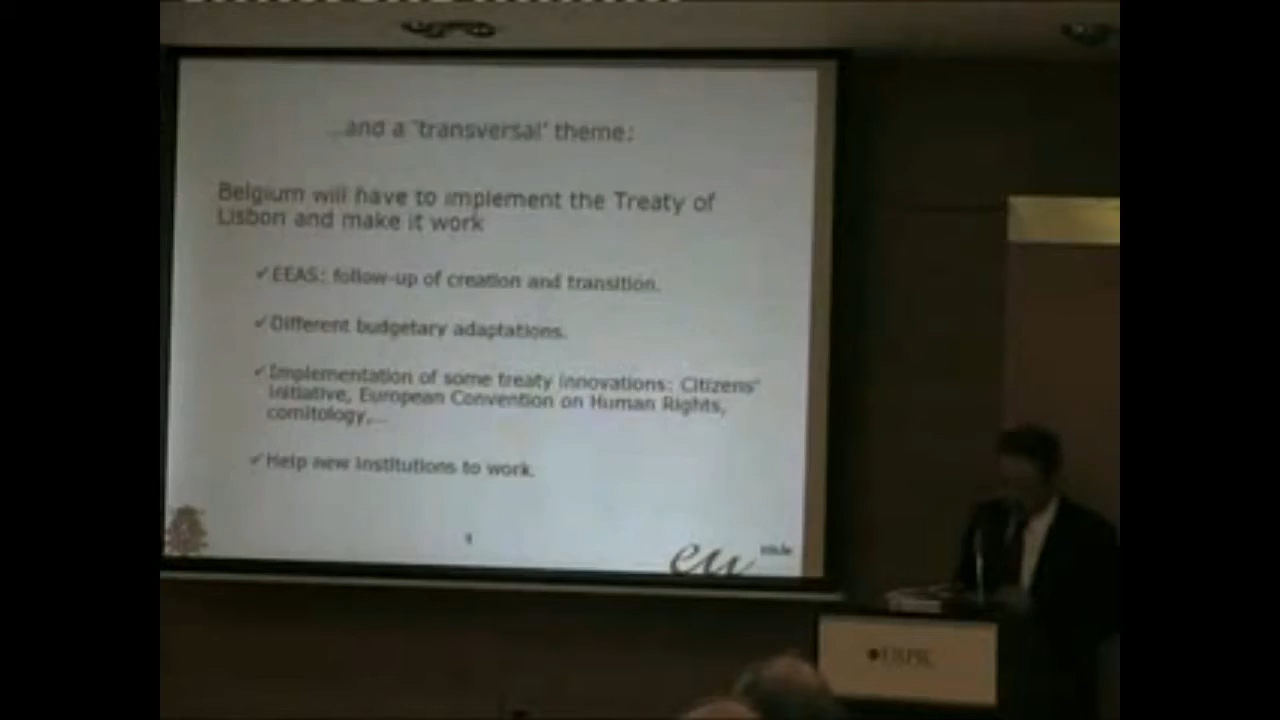 ...and a "transversal" theme:
Belgium will have to implement the Treaty of
Lisbon and make it work
✓EEAS: follow-up of creation and transition.
✓Different budgetary adaptations.
✓Implementation of some treaty innovations: Citizens'
Initiative, European Convention on Human Rights,
comitology,...
✓Help new institutions to work.
eu